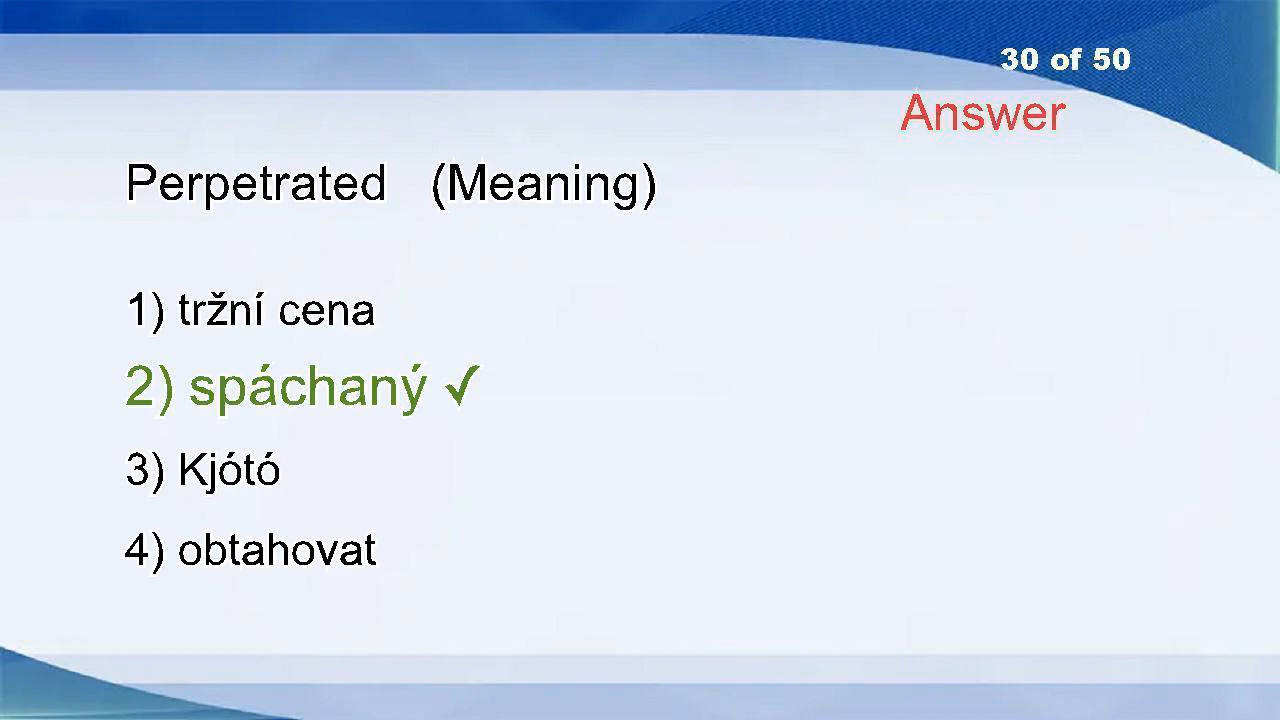 30 of 50
Answer
Perpetrated (Meaning)
1) tržní cena
2) spáchaný ✓
3) Kjótó
4) obtahovat